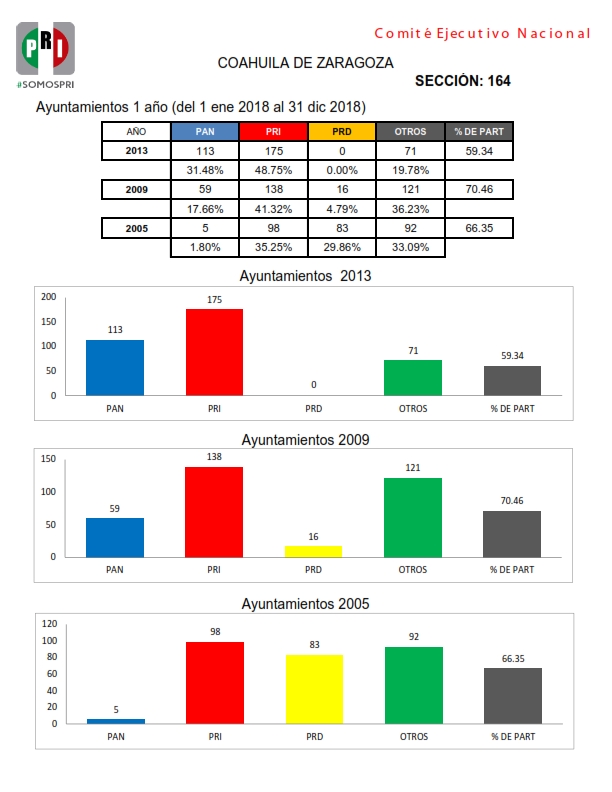 Comité Ejecutivo Nacional
PRI
#SOMOSPRI
COAHUILA DE ZARAGOZA
SECCIÓN: 164
Ayuntamientos 1 año (del 1 ene 2018 al 31 dic 2018)
AÑO PAN PRI PRD OTROS % DE PART
2013 113 175 0 71 59.34
31.48% 48.75% 0.00% 19.78%
2009 59 138 16 121 70.46
17.66% 41.32% 4.79% 36.23%
2005 5 98 83 92 66.35
1.80% 35.25% 29.86% 33.09%
Ayuntamientos 2013
200
150
100
50
0
113 175 0 71 59.34
PAN PRI PRD OTROS % DE PART
Ayuntamientos 2009
150
100
50
0
59 138 16 121 70.46
PAN PRI PRD OTROS % DE PART
Ayuntamientos 2005
120
100
80
60
40
20
0
5 98 83 92 66.35
PAN PRI PRD OTROS % DE PART